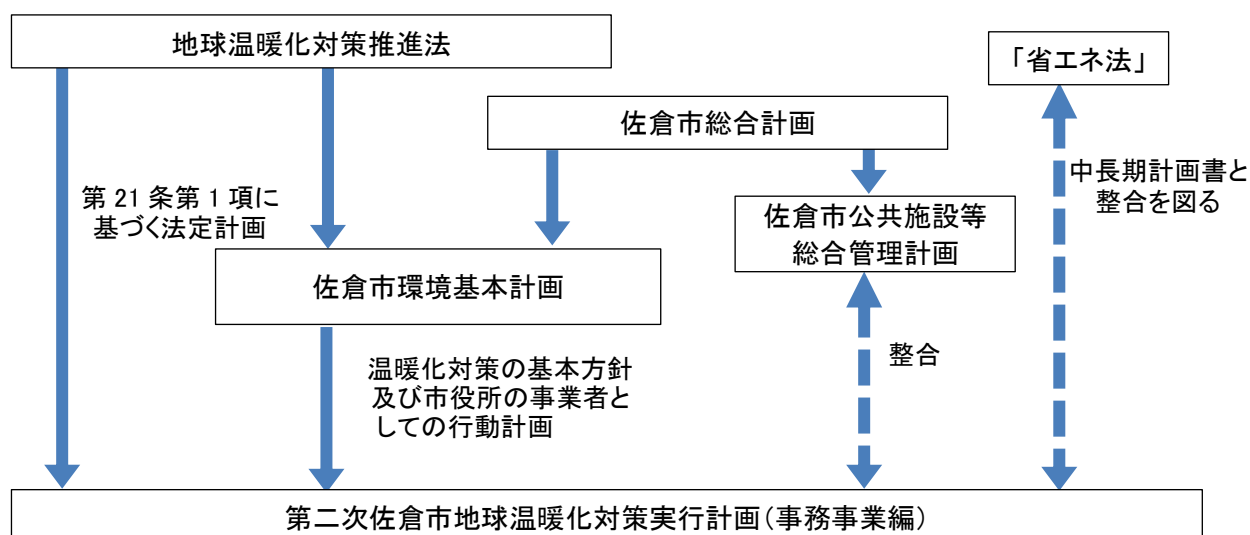 地球温暖化対策推進法
「省エネ法」
佐倉市総合計画
第 21 条第 1 項に
基づく法定計画
中長期計画書と
整合を図る
佐倉市公共施設等
総合管理計画
佐倉市環境基本計画
整合
温暖化対策の基本方針
及び市役所の事業者と
しての行動計画
第二次佐倉市地球温暖化対策実行計画（事務事業編）